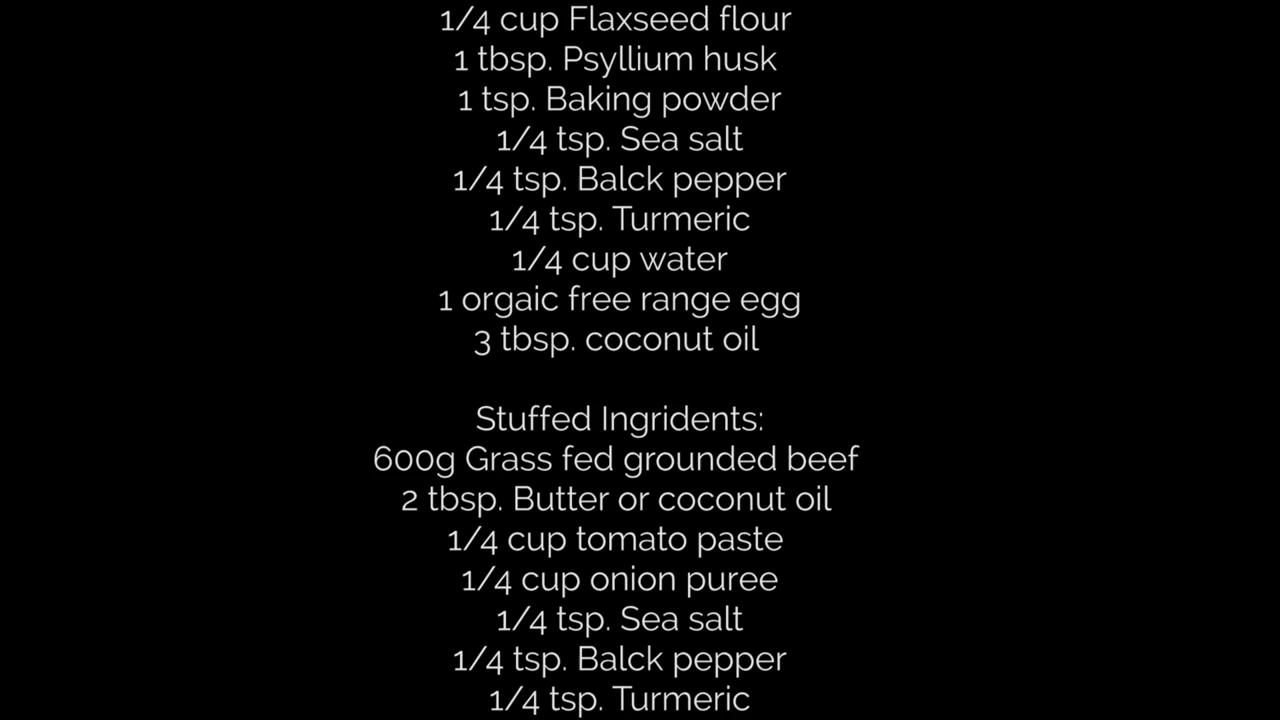 1/4 cup Flaxseed flour
1 tbsp. Psyllium husk
1 tsp. Baking powder
1/4 tsp. Sea salt
1/4 tsp. Balck pepper
1/4 tsp. Turmeric
1/4 cup water
1 orgaic free range egg
3 tbsp. coconut oil
Stuffed Ingridents:
600g Grass fed grounded beef
2 tbsp. Butter or coconut oil
1/4 cup tomato paste
1/4 cup onion puree
1/4 tsp. Sea salt
1/4 tsp. Balck pepper
1/4 tsp. Turmeric